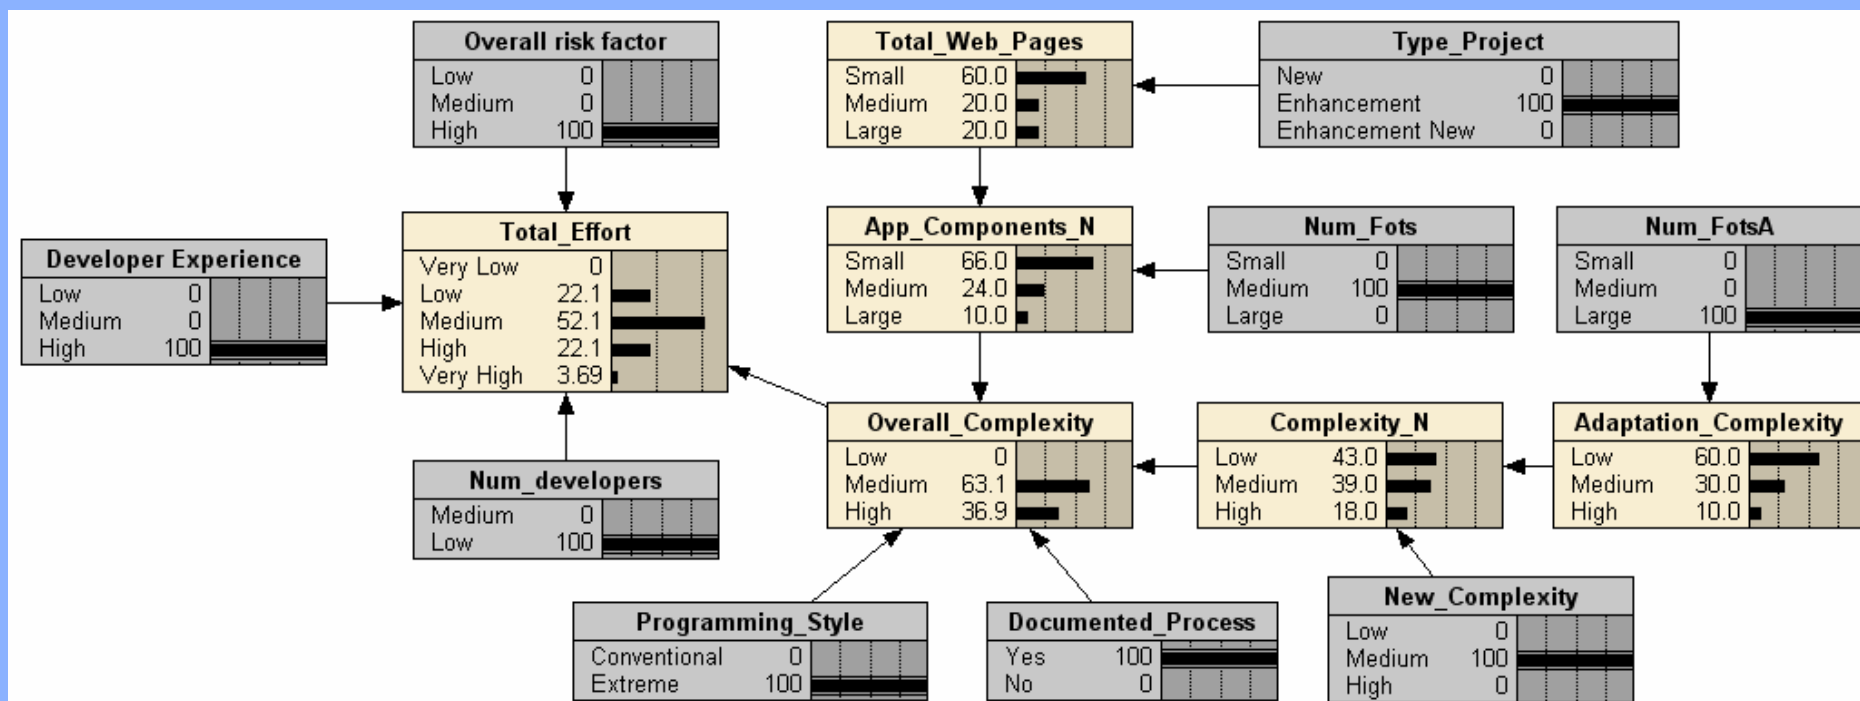 Overall risk factor
Low 0
Medium 0
High 100
Total_Web_Pages
Small 60.0
Medium 20.0
Large 20.0
Type_Project
New 0
Enhancement 100
Enhancement New 0
Developer Experience
Low 0
Medium 0
High 100
Total_Effort
Very Low 0
Low 22.1
Medium 52.1
High 22.1
Very High 3.69
App_Components_N
Small 66.0
Medium 24.0
Large 10.0
Num_Fots
Small 0
Medium 100
Large 0
Num_FotsA
Small 0
Medium 0
Large 100
Num_developers
Medium 0
Low 100
Overall_Complexity
Low 0
Medium 63.1
High 36.9
Complexity_N
Low 43.0
Medium 39.0
High 18.0
Adaptation_Complexity
Low 60.0
Medium 30.0
High 10.0
Programming_Style
Conventional 0
Extreme 100
Documented_Process
Yes 100
No 0
New_Complexity
Low 0
Medium 100
High 0